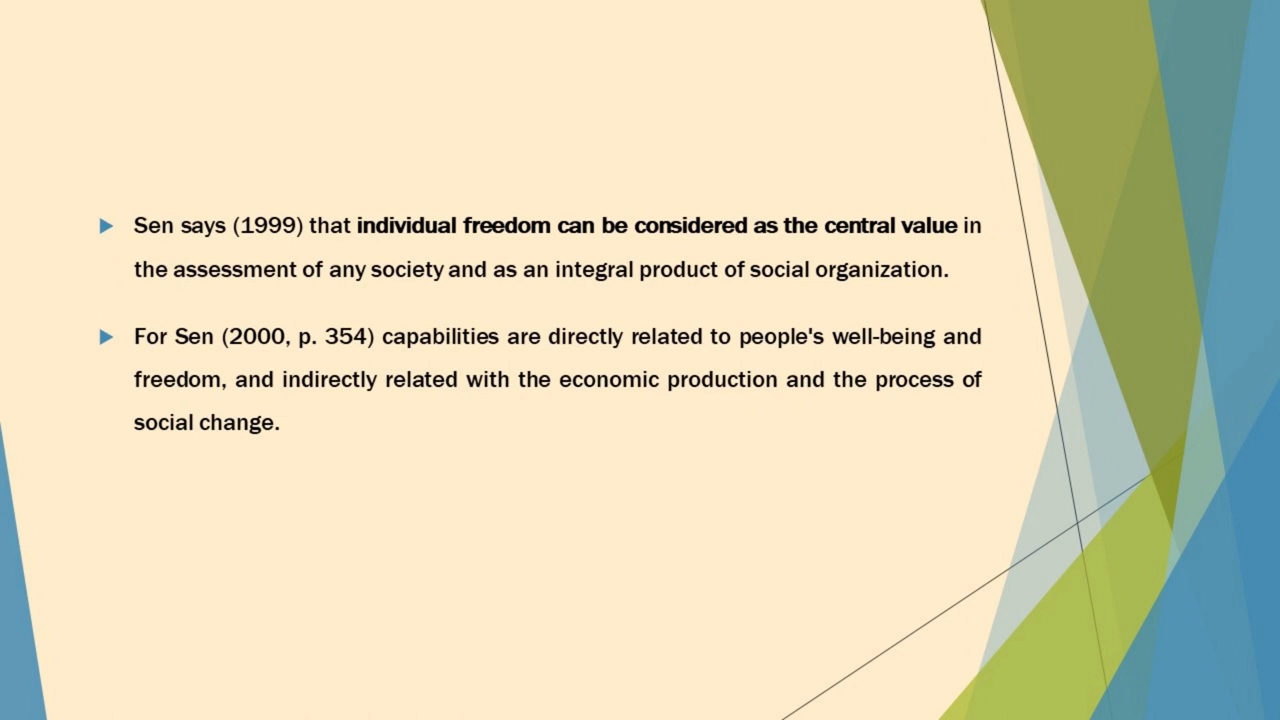 Sen says (1999) that individual freedom can be considered as the central value in
the assessment of any society and as an integral product of social organization.
For Sen (2000, p. 354) capabilities are directly related to people's well-being and
freedom, and indirectly related with the economic production and the process of
social change.